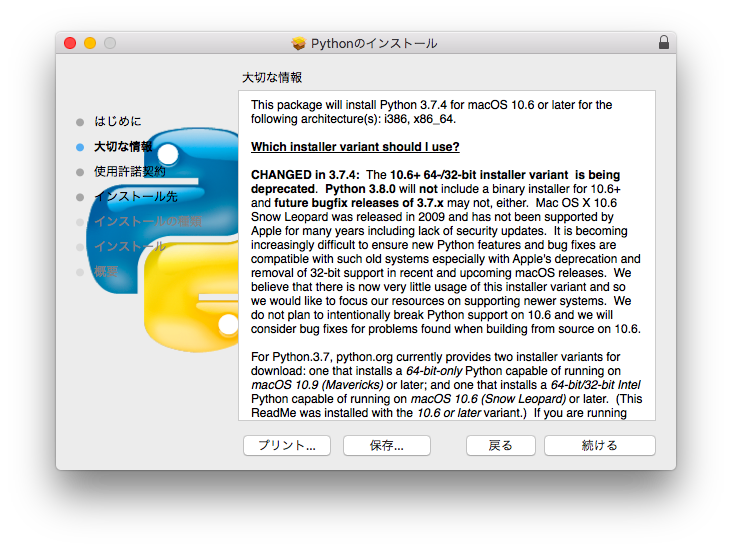 Pythonのインストール
大切な情報
はじめに
大切な情報
使用許諾契約
インストール先
インストールの種類
インストール
概要
This package will install Python 3.7.4 for macOS 10.6 or later for the
following architecture(s): i386, x86_64.
Which installer variant should I use?
CHANGED in 3.7.4:  The 10.6+ 64-/32-bit installer variant  is being
deprecated.  Python 3.8.0 will not include a binary installer for 10.6+
and future bugfix releases of 3.7.x may not, either.  Mac OS X 10.6
Snow Leopard was released in 2009 and has not been supported by
Apple for many years including lack of security updates.  It is becoming
increasingly difficult to ensure new Python features and bug fixes are
compatible with such old systems especially with Apple's deprecation and
removal of 32-bit support in recent and upcoming macOS releases.  We
believe that there is now very little usage of this installer variant and so
we would like to focus our resources on supporting newer systems.  We
do not plan to intentionally break Python support on 10.6 and we will
consider bug fixes for problems found when building from source on 10.6.
For Python.3.7, python.org currently provides two installer variants for
download: one that installs a 64-bit-only Python capable of running on
macOS 10.9 (Mavericks) or later; and one that installs a 64-bit/32-bit Intel
Python capable of running on macOS 10.6 (Snow Leopard) or later.  (This
ReadMe was installed with the 10.6 or later variant.)  If you are running
プリント...
保存...
戻る
続ける